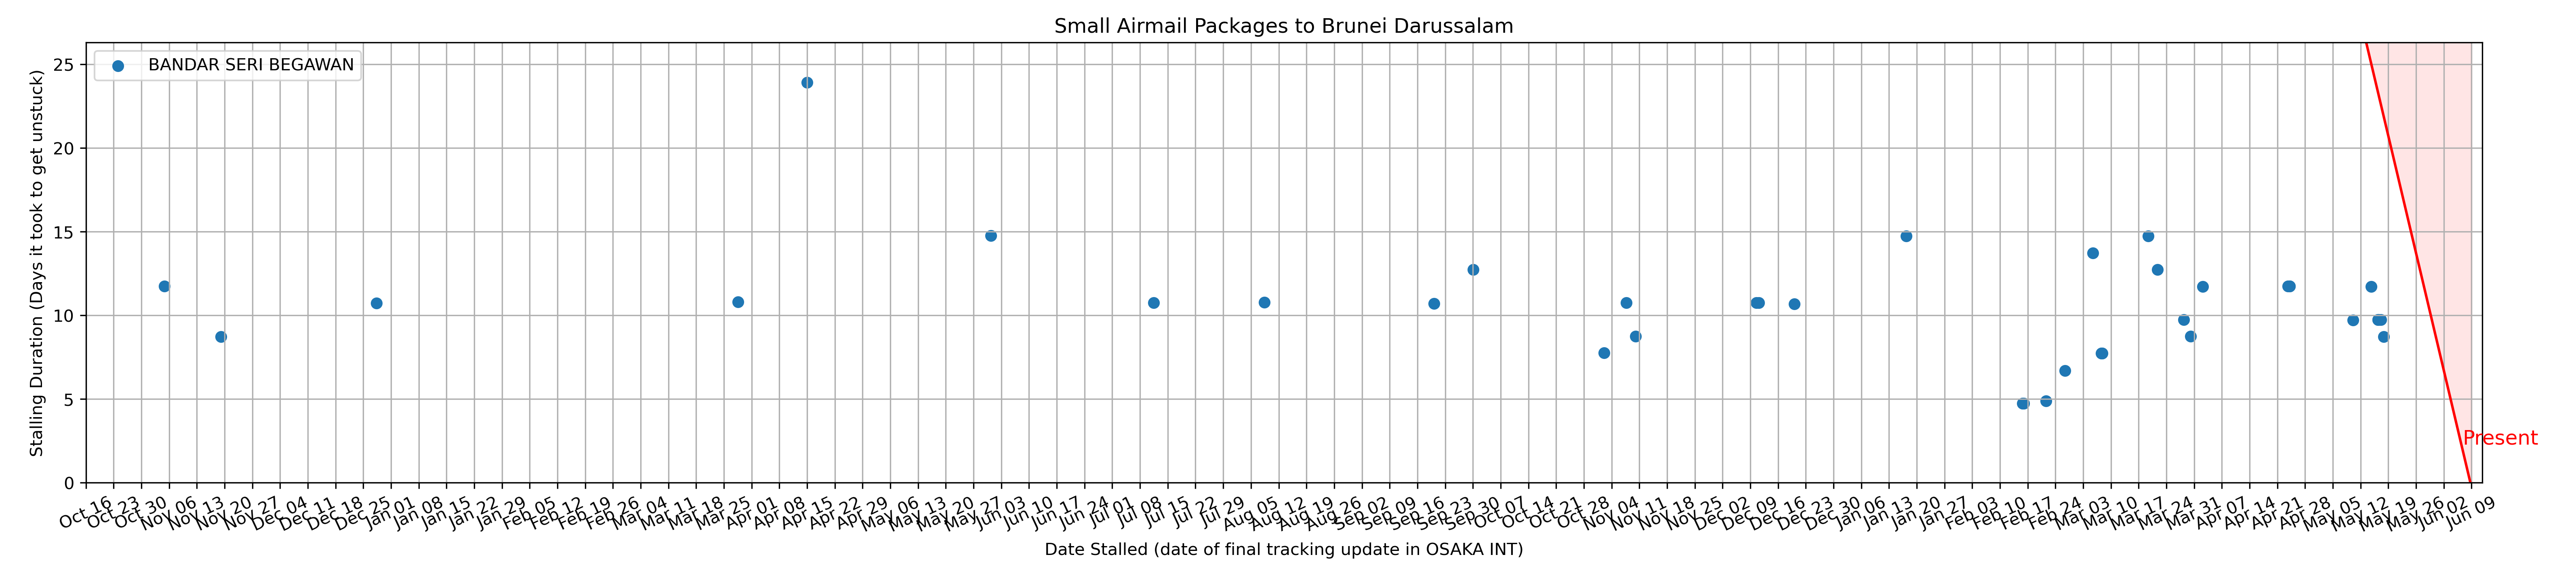 Small Airmail Packages to Brunei Darussalam
BANDAR SERI BEGAWAN
Stalling Duration (Days it took to get unstuck)
25
20
15
10
5
0
Present
Oct 16
Oct 23
Oct 30
Nov 06
Nov 13
Nov 20
Nov 27
Dec 04
Dec 11
Dec 18
Dec 25
Jan 01
Jan 08
Jan 15
Jan 22
Jan 29
Feb 05
Feb 12
Feb 19
Feb 26
Mar 04
Mar 11
Mar 18
Mar 25
Apr 01
Apr 08
Apr 15
Apr 22
Apr 29
May 06
May 13
May 20
May 27
Jun 03
Jun 10
Jun 17
Jun 24
Jul 01
Jul 08
Jul 15
Jul 22
Jul 29
Aug 05
Aug 12
Aug 19
Aug 26
Sep 02
Sep 09
Sep 16
Sep 23
Sep 30
Oct 07
Oct 14
Oct 21
Oct 28
Nov 04
Nov 11
Nov 18
Nov 25
Dec 02
Dec 09
Dec 16
Dec 23
Dec 30
Jan 06
Jan 13
Jan 20
Jan 27
Feb 03
Feb 10
Feb 17
Feb 24
Mar 03
Mar 10
Mar 17
Mar 24
Mar 31
Apr 07
Apr 14
Apr 21
Apr 28
May 05
May 12
May 19
May 26
Jun 02
Jun 09
Date Stalled (date of final tracking update in OSAKA INT)